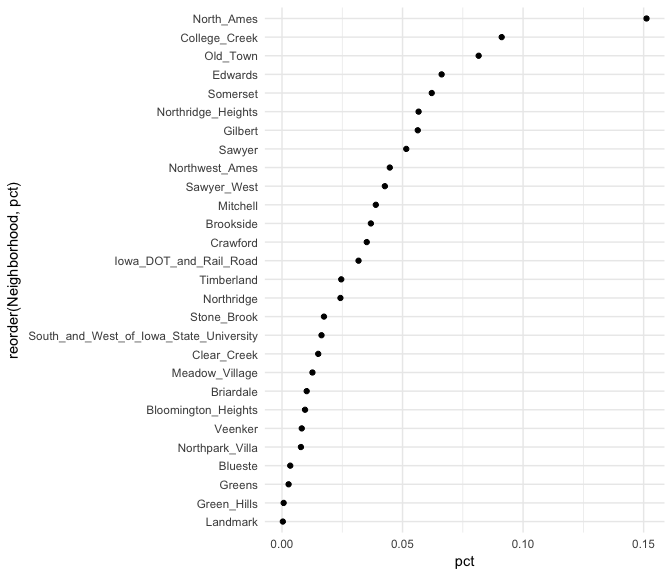 North_Ames
College_Creek
Old_Town
Edwards
Somerset
Northridge_Heights
Gilbert
Sawyer
Northwest_Ames
Sawyer_West
Mitchell
Brookside
Crawford
Iowa_DOT_and_Rail_Road
Timberland
Northridge
Stone_Brook
South_and_West_of_Iowa_State_University
Clear_Creek
Meadow_Village
Briardale
Bloomington_Heights
Veenker
Northpark_Villa
Blueste
Greens
Green_Hills
Landmark
reorder(Neighborhood, pct)
0.00 0.05 0.10 0.15
pct